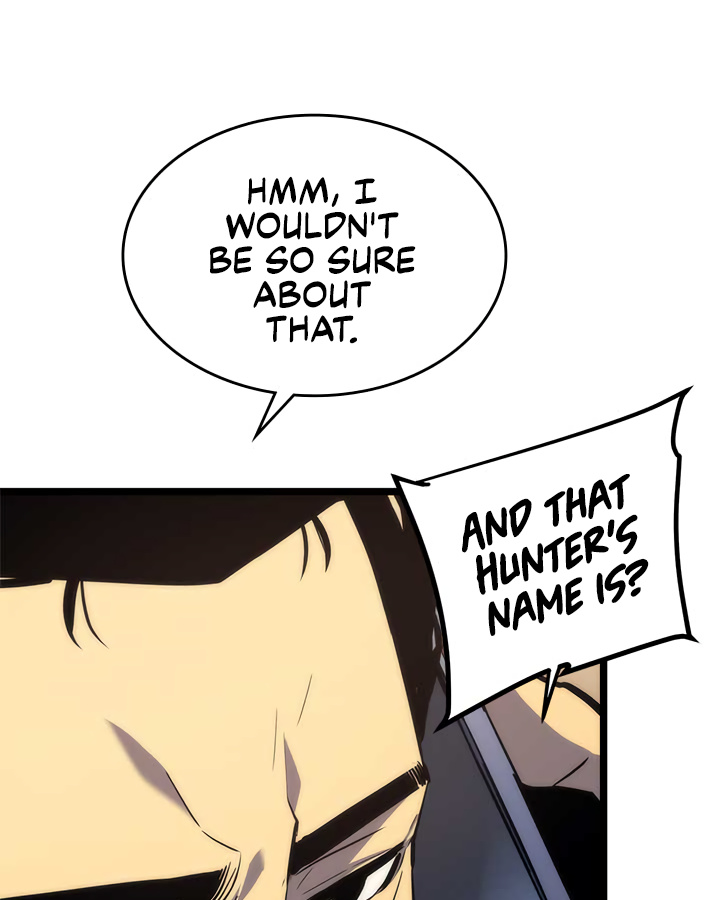 HMM, I
WOULDN'T
BE SO SURE
ABOUT
THAT.
AND THAT
HUNTER'S
NAME IS?